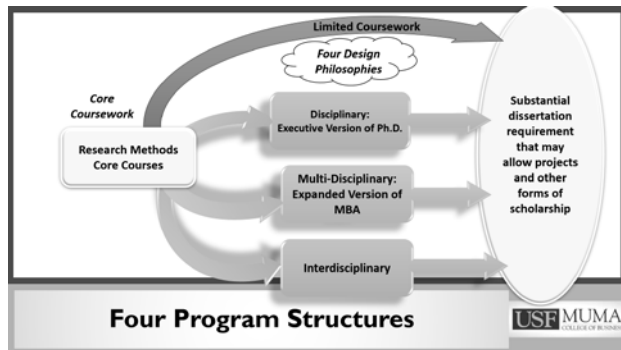 Limited Coursework
Four Design
Philosophies
Core
Coursework
Research Methods
Core Courses
Disciplinary:
Executive Version of Ph.D.
Multi-Disciplinary:
Expanded Version of
MBA
Interdisciplinary
Substantial
dissertation
requirement
that may
allow projects
and other
forms of
scholarship
Four Program Structures
USF MUMA
COLLEGE OF BUSINESS